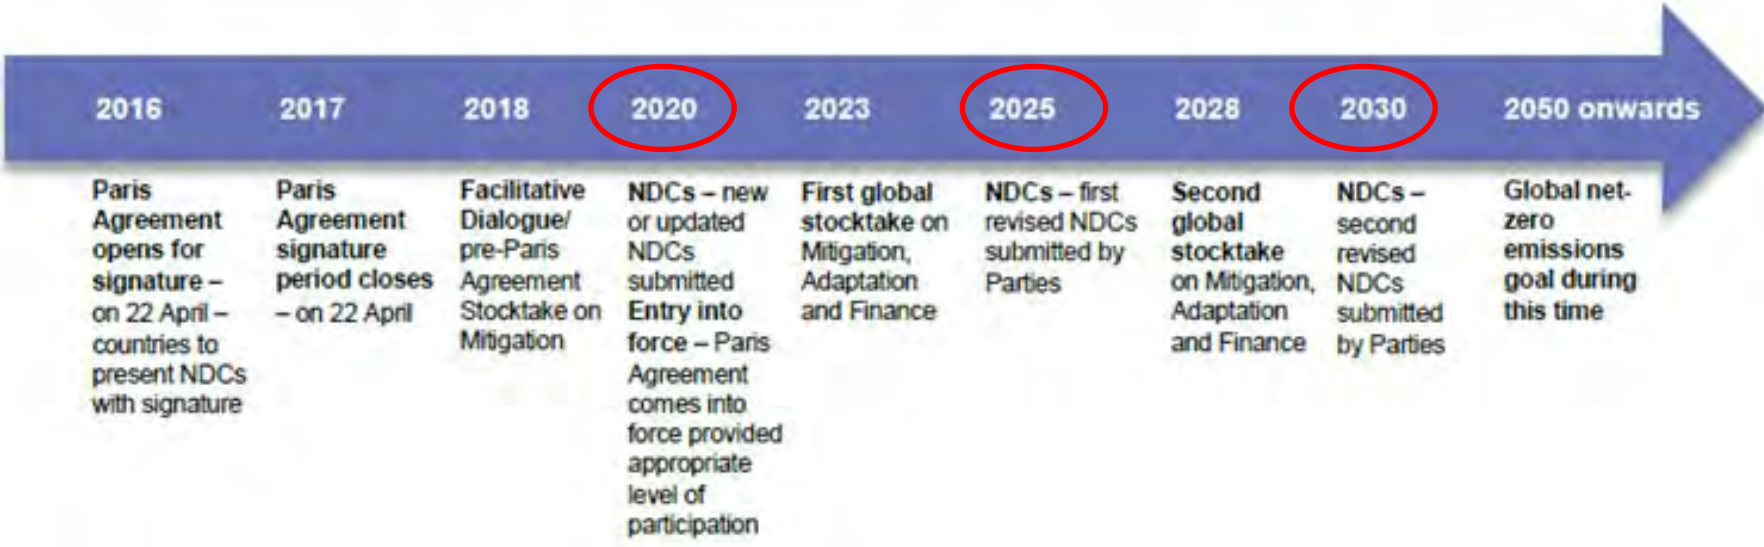 2016 2017 2018 2020 2023 2025 2028 2030 2050 onwards
Paris
Agreement
opens for
signature –
on 22 April –
countries to
present NDCs
with signature
Paris
Agreement
signature
period closes
– on 22 April
Facilitative
Dialogue/
pre-Paris
Agreement
Stocktake on
Mitigation
NDCs – new
or updated
NDCs
submitted
Entry into
force – Paris
Agreement
comes into
force provided
appropriate
level of
participation
First global
stocktake on
Mitigation,
Adaptation
and Finance
NDCs – first
revised NDCs
submitted by
Parties
Second
global
stocktake
on Mitigation,
Adaptation
and Finance
NDCs –
second
revised
NDCs
submitted
by Parties
Global net-
zero
emissions
goal during
this time